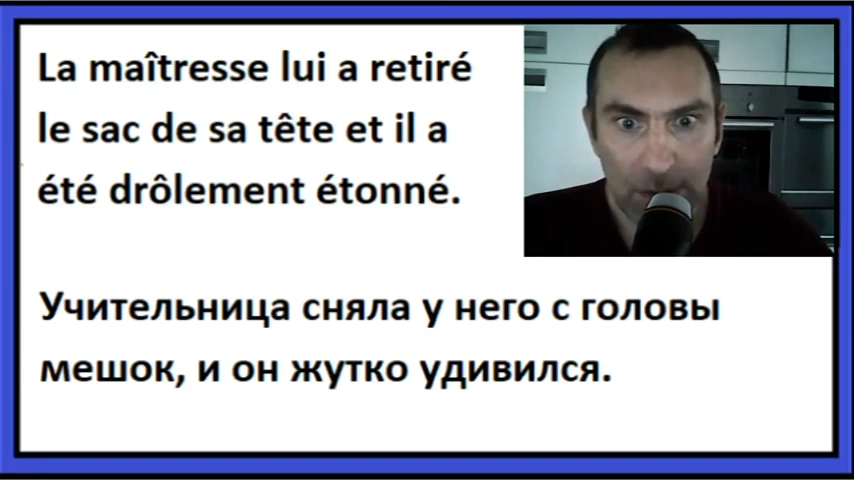 La maîtresse lui a retiré
le sac de sa tête et il a
été drôlement étonné.
Учительница сняла у него с головы
мешок, и он жутко удивился.